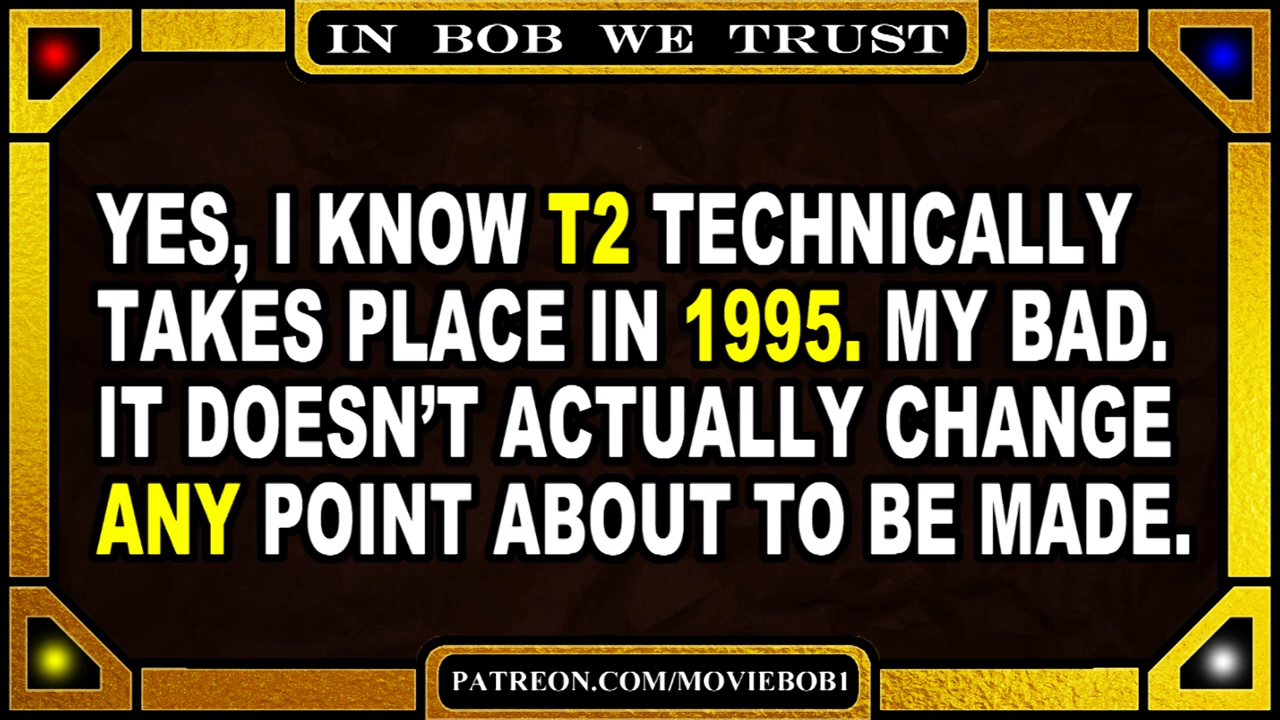 IN BOB WE TRUST
YES, I KNOW T2 TECHNICALLY
TAKES PLACE IN 1995. MY BAD.
IT DOESN'T ACTUALLY CHANGE
ANY POINT ABOUT TO BE MADE.
PATREON.COM/MOVIEBOB1